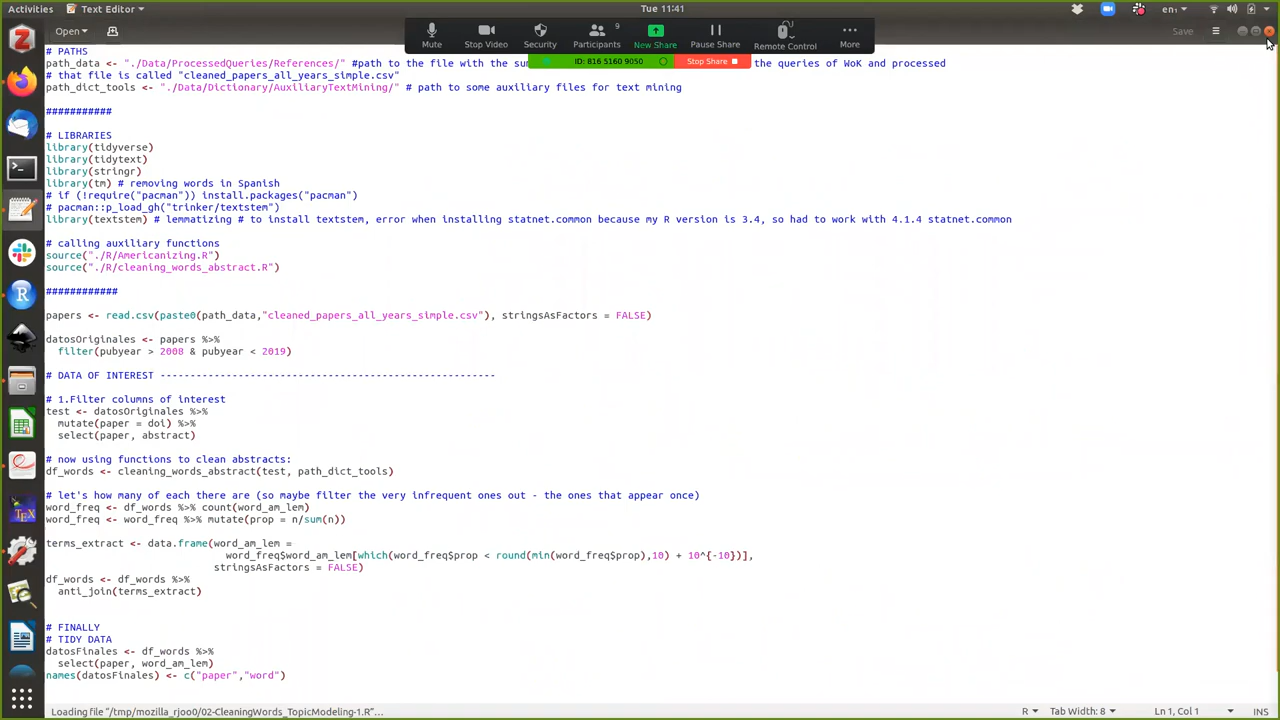 Activities
Text Editor
Tue 11:41
en1
Open
Mute
Stop Video
Security
Participants
9
New Share
Pause Share
Remote Control
More
Save
ID: 816 5160 9050
Stop Share
# PATHS
path_data <- "./Data/ProcessedQueries/References/" #path to the file with the sum the queries of WoK and processed
# that file is called "cleaned_papers_all_years_simple.csv"
path_dict_tools <- "./Data/Dictionary/AuxiliaryTextMining/" # path to some auxiliary files for text mining
###########
# LIBRARIES
library(tidyverse)
library(tidytext)
library(stringr)
library(tm) # removing words in Spanish
# if (!require("pacman")) install.packages("pacman")
# pacman::p_load_gh("trinker/textstem")
library(textstem) # lemmatizing # to install textstem, error when installing statnet.common because my R version is 3.4, so had to work with 4.1.4 statnet.common
# calling auxiliary functions
source("./R/Americanizing.R")
source("./R/cleaning_words_abstract.R")
############
papers <- read.csv(paste0(path_data,"cleaned_papers_all_years_simple.csv"), stringsAsFactors = FALSE)
datosOriginales <- papers %>%
filter(pubyear > 2008 & pubyear < 2019)
# DATA OF INTEREST --------------------------------------------------------
# 1.Filter columns of interest
test <- datosOriginales %>%
mutate(paper = doi) %>%
select(paper, abstract)
# now using functions to clean abstracts:
df_words <- cleaning_words_abstract(test, path_dict_tools)
# let's how many of each there are (so maybe filter the very infrequent ones out - the ones that appear once)
word_freq <- df_words %>% count(word_am_lem)
word_freq <- word_freq %>% mutate(prop = n/sum(n))
terms_extract <- data.frame(word_am_lem =
word_freq$word_am_lem[which(word_freq$prop < round(min(word_freq$prop),10) + 10^{-10})],
stringsAsFactors = FALSE)
df_words <- df_words %>%
anti_join(terms_extract)
# FINALLY
# TIDY DATA
datosFinales <- df_words %>%
select(paper, word_am_lem)
names(datosFinales) <- c("paper","word")
Loading file "/tmp/mozilla_rjoo0/02-CleaningWords_TopicModeling-1.R"…
R
Tab Width: 8
Ln 1, Col 1
INS